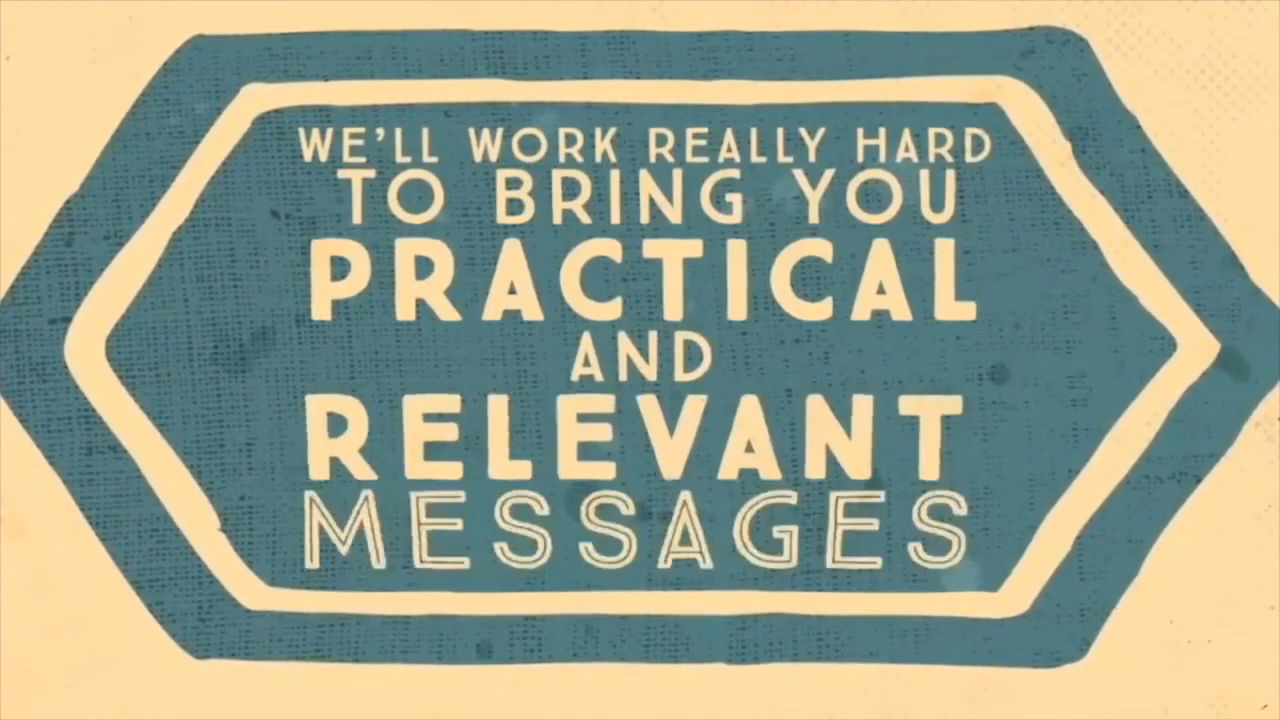 WE'LL WORK REALLY HARD
TO BRING YOU
PRACTICAL
AND
RELEVANT
MESSAGES